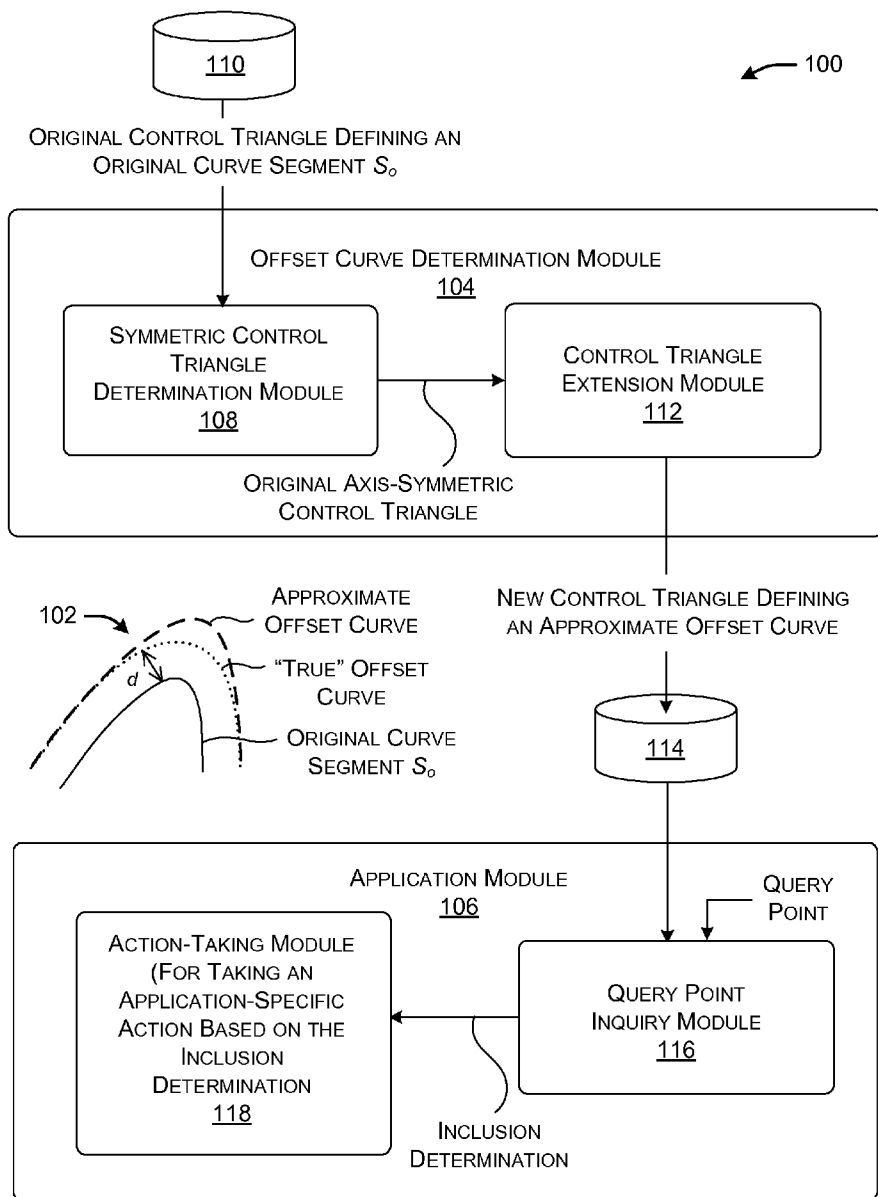 110
100
ORIGINAL CONTROL TRIANGLE DEFINING AN
ORIGINAL CURVE SEGMENT So
OFFSET CURVE DETERMINATION MODULE
104
SYMMETRIC CONTROL
TRIANGLE
DETERMINATION MODULE
108
CONTROL TRIANGLE
EXTENSION MODULE
112
ORIGINAL AXIS-SYMMETRIC
CONTROL TRIANGLE
102
APPROXIMATE
OFFSET CURVE
"TRUE" OFFSET
CURVE
d
ORIGINAL CURVE
SEGMENT So
NEW CONTROL TRIANGLE DEFINING
AN APPROXIMATE OFFSET CURVE
114
APPLICATION MODULE
106
QUERY
POINT
ACTION-TAKING MODULE
(FOR TAKING AN
APPLICATION-SPECIFIC
ACTION BASED ON THE
INCLUSION
DETERMINATION
118
QUERY POINT
INQUIRY MODULE
116
INCLUSION
DETERMINATION